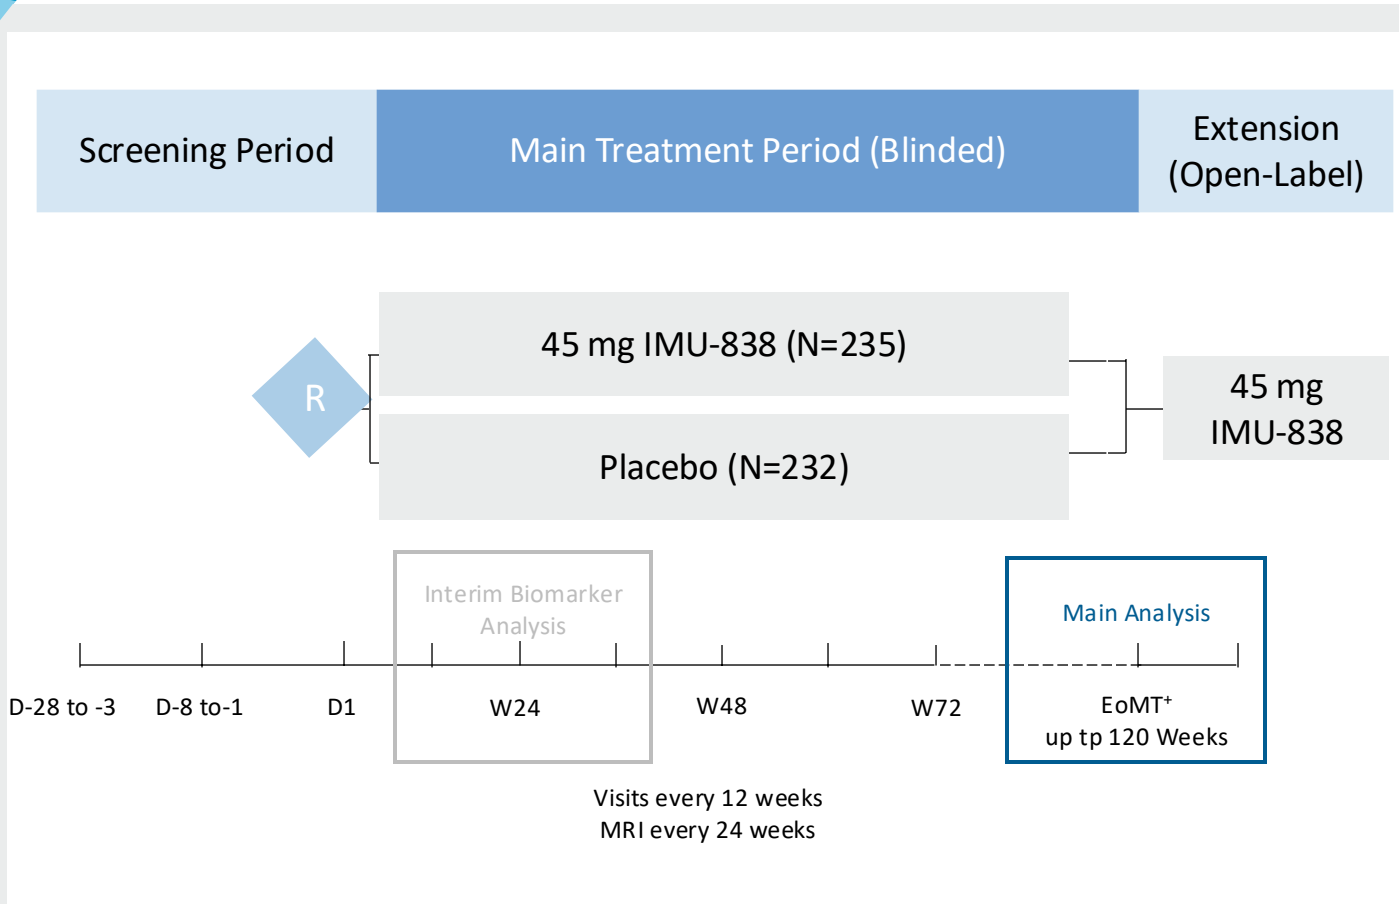 Screening Period
Main Treatment Period (Blinded)
Extension
(Open-Label)
R
45 mg IMU-838 (N=235)
Placebo (N=232)
45 mg
IMU-838
Interim Biomarker
Analysis
Main Analysis
D-28 to -3
D-8 to-1
D1
W24
W48
W72
EoMT⁺
up tp 120 Weeks
Visits every 12 weeks
MRI every 24 weeks